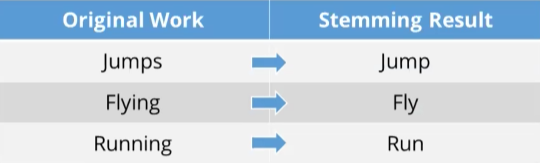 Original Work Stemming Result
Jumps Jump
Flying Fly
Running Run